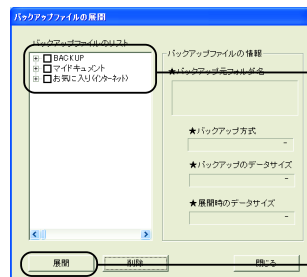 バックアップファイルの展開
バックアップファイルのリスト
BACKUP
マイドキュメント
お気に入り(インターネット)
バックアップファイルの情報
★バックアップ元フォルダ名
★バックアップ方式
-
★バックアップのデータサイズ
-
★展開時のデータサイズ
-
展開
削除
閉じる